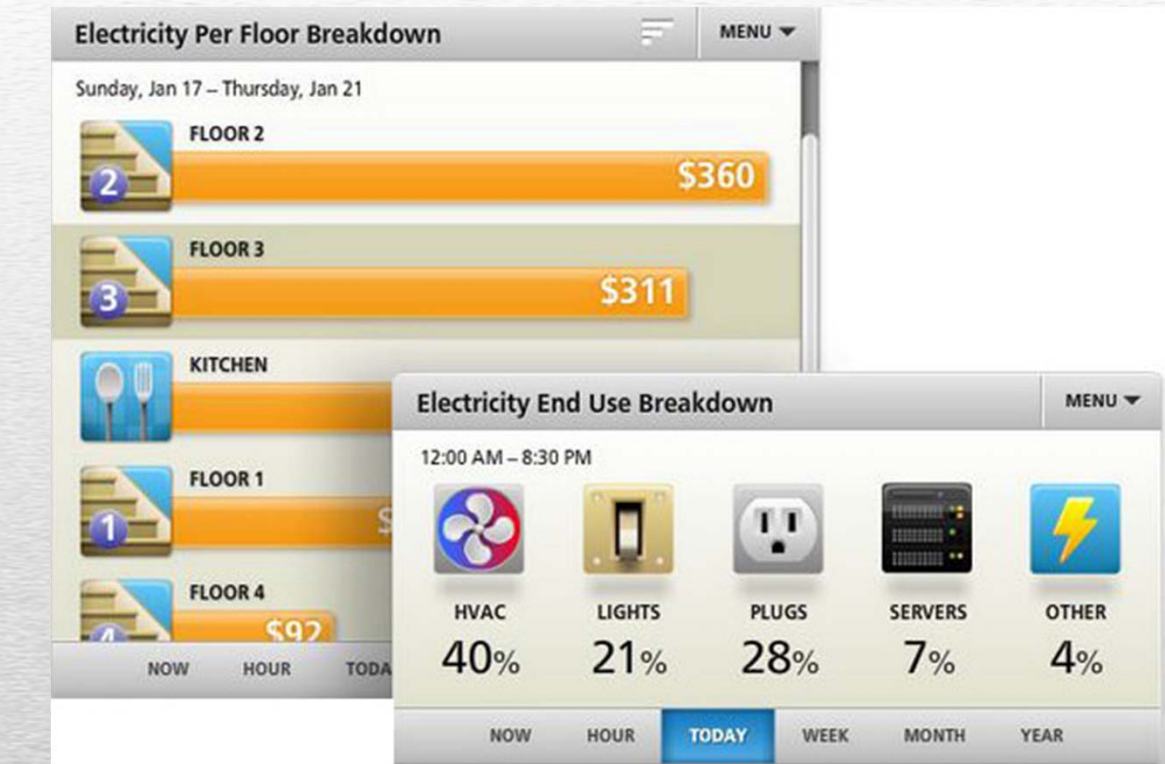 Electricity Per Floor Breakdown
MENU
Sunday, Jan 17 – Thursday, Jan 21
FLOOR 2
2
$360
FLOOR 3
3
$311
KITCHEN
FLOOR 1
1
$
FLOOR 4
4
$92
NOW HOUR
Electricity End Use Breakdown
MENU
12:00 AM – 8:30 PM
HVAC LIGHTS PLUGS SERVERS OTHER
40% 21% 28% 7% 4%
NOW HOUR TODAY WEEK MONTH YEAR